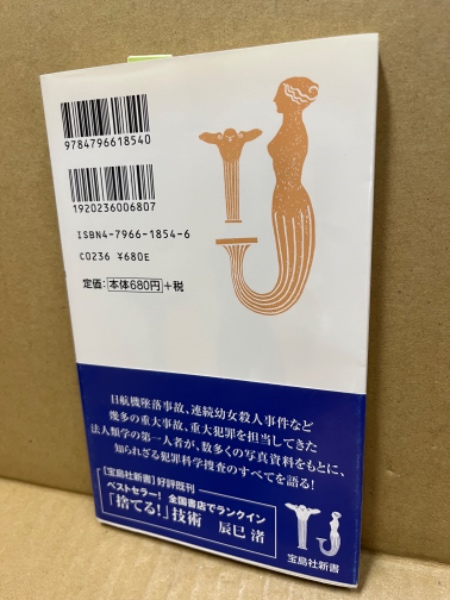 9784796618540
1920236006807
ISBN4-7966-1854-6
C0236 ¥680E
定価：本体680円＋税
日航機墜落事故、連続幼女殺人事件など
幾多の重大事故、重大犯罪を担当してきた
法人類学の第一人者が、数多くの写真資料をもとに、
知られざる犯罪科学捜査のすべてを語る！
［宝島社新書］好評既刊
ベストセラー！ 全国書店でランクイン
「捨てる！」技術 辰巳 渚
宝島社新書